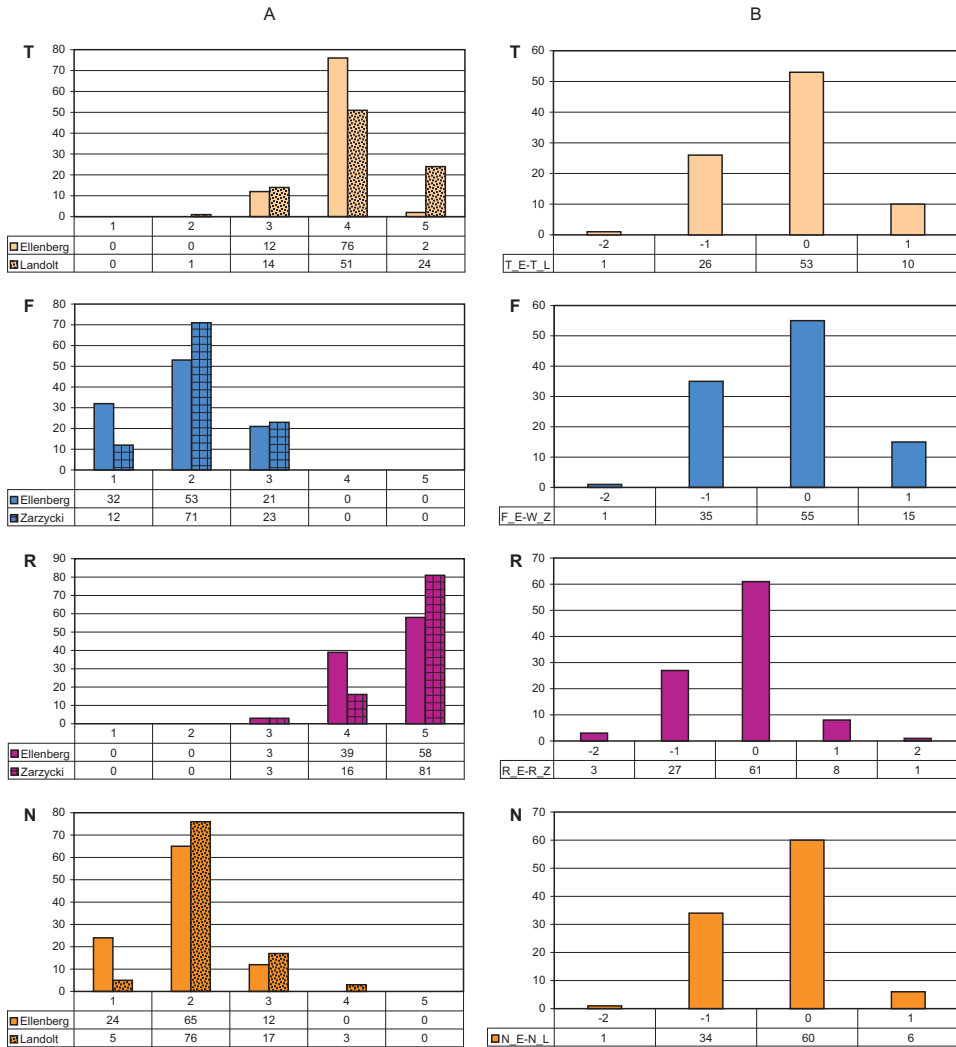 A
B
T
80
70
60
50
40
30
20
10
0
1 2 3 4 5
Ellenberg 0 0 12 76 2
Landolt 0 1 14 51 24
T
60
50
40
30
20
10
0
-2 -1 0 1
T_E-T_L 1 26 53 10
F
80
70
60
50
40
30
20
10
0
1 2 3 4 5
Ellenberg 32 53 21 0 0
Zarzycki 12 71 23 0 0
F
60
50
40
30
20
10
0
-2 -1 0 1
F_E-W_Z 1 35 55 15
R
90
80
70
60
50
40
30
20
10
0
1 2 3 4 5
Ellenberg 0 0 3 39 58
Zarzycki 0 0 3 16 81
R
70
60
50
40
30
20
10
0
-2 -1 0 1 2
R_E-R_Z 3 27 61 8 1
N
80
70
60
50
40
30
20
10
0
1 2 3 4 5
Ellenberg 24 65 12 0 0
Landolt 5 76 17 3 0
N
70
60
50
40
30
20
10
0
-2 -1 0 1
N_E-N_L 1 34 60 6